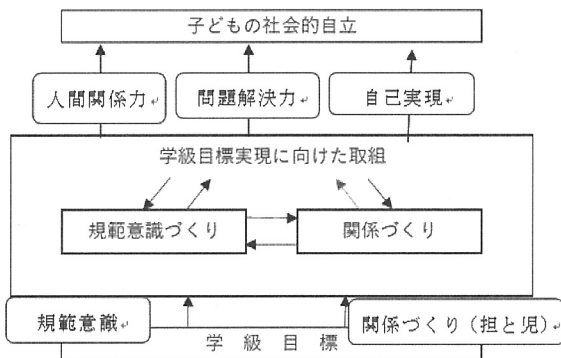 子どもの社会的自立
人間関係力
問題解決力
自己実現
学級目標実現に向けた取組
規範意識づくり
関係づくり
規範意識
学級目標
関係づくり（担と児）